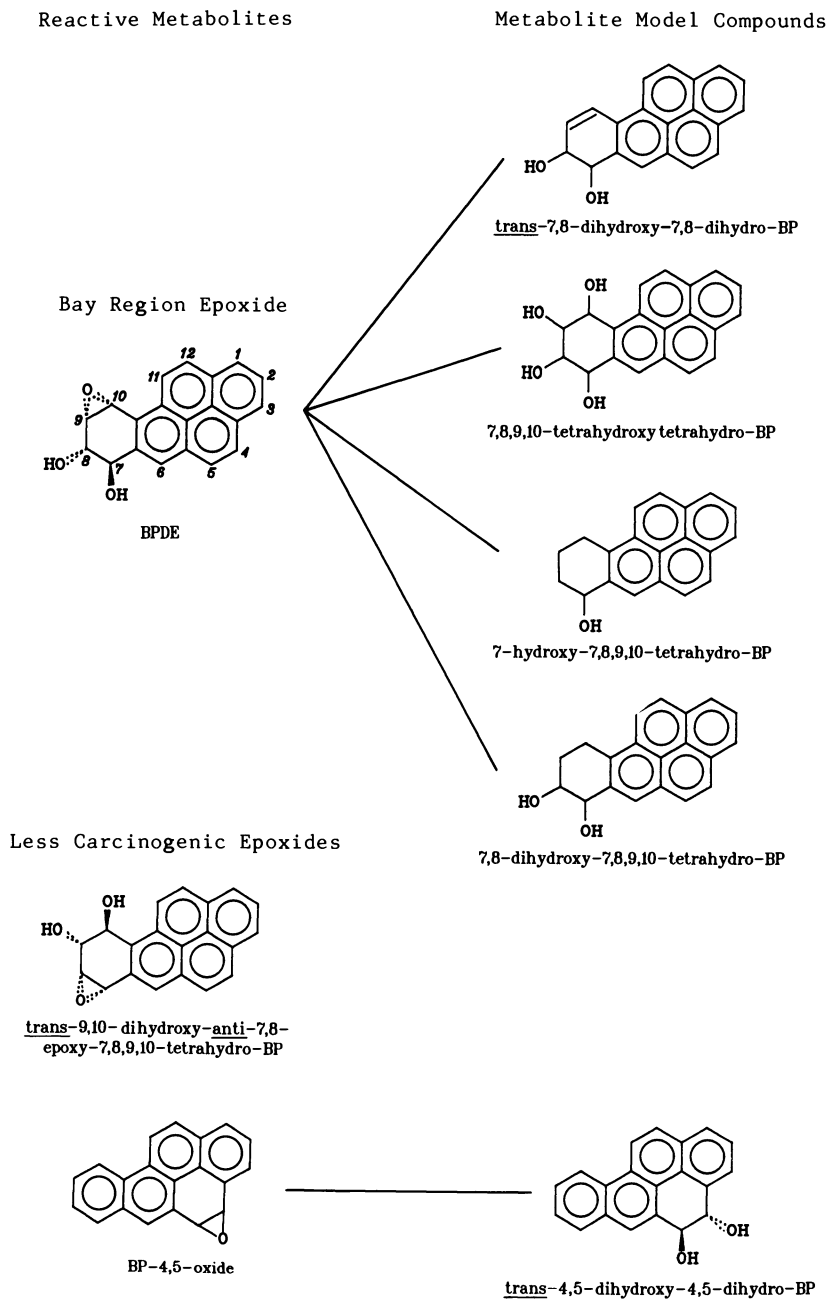 Reactive Metabolites
Metabolite Model Compounds
HO
OH
trans-7,8-dihydroxy-7,8-dihydro-BP
Bay Region Epoxide
O
HO
OH
1
2
3
4
5
6
7
8
9
10
11
12
BPDE
OH
HO
HO
OH
7,8,9,10-tetrahydroxy tetrahydro-BP
OH
7-hydroxy-7,8,9,10-tetrahydro-BP
HO
OH
7,8-dihydroxy-7,8,9,10-tetrahydro-BP
Less Carcinogenic Epoxides
OH
HO
O
trans-9,10-dihydroxy-anti-7,8-
epoxy-7,8,9,10-tetrahydro-BP
O
BP-4,5-oxide
OH
OH
trans-4,5-dihydroxy-4,5-dihydro-BP